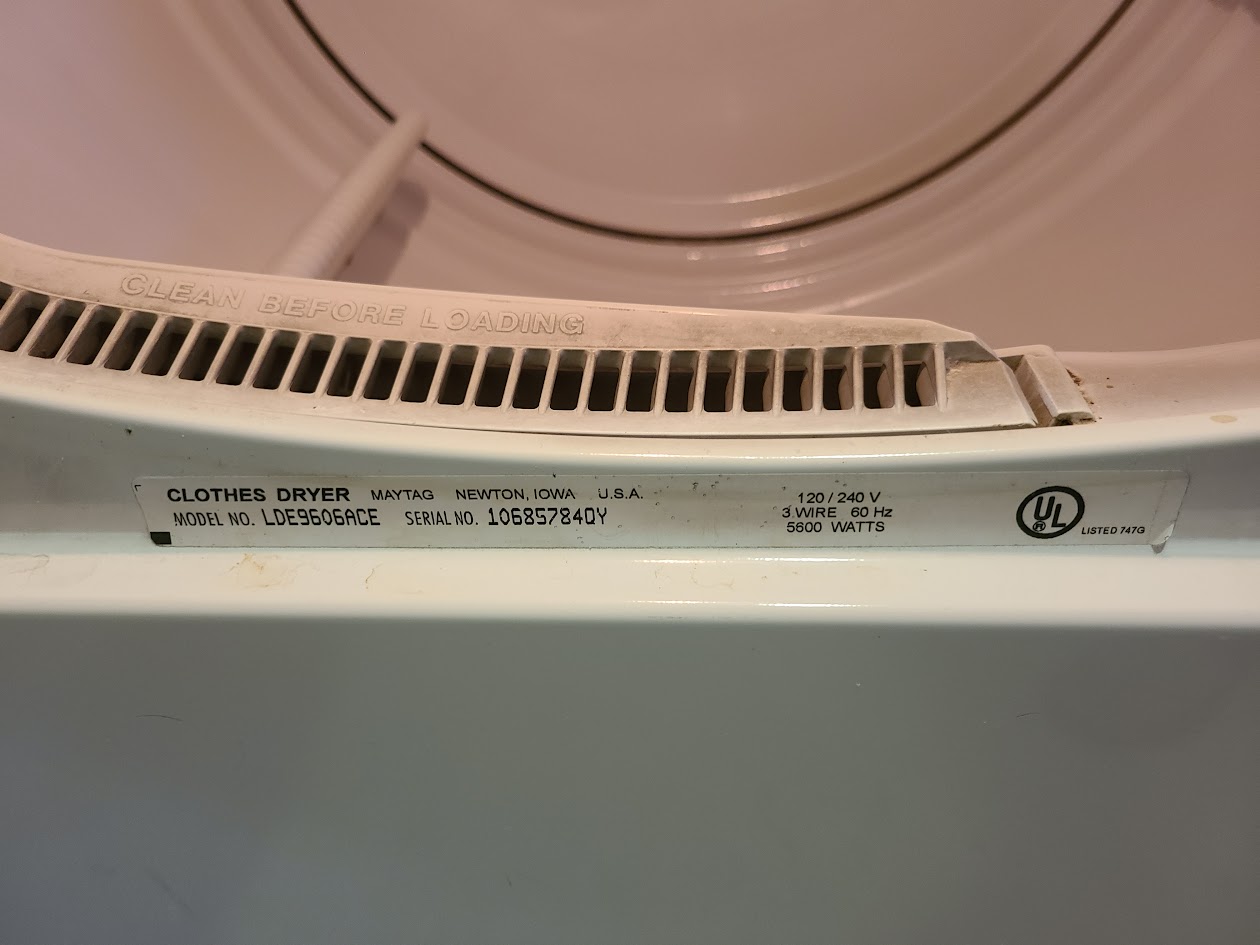 CLEAN BEFORE LOADING
CLOTHES DRYER MAYTAG NEWTON, IOWA U.S.A.
MODEL NO. LDE9606ACE SERIAL NO. 10685784QY
120 / 240 V
3 WIRE 60 Hz
5600 WATTS
UL
R
LISTED 747G